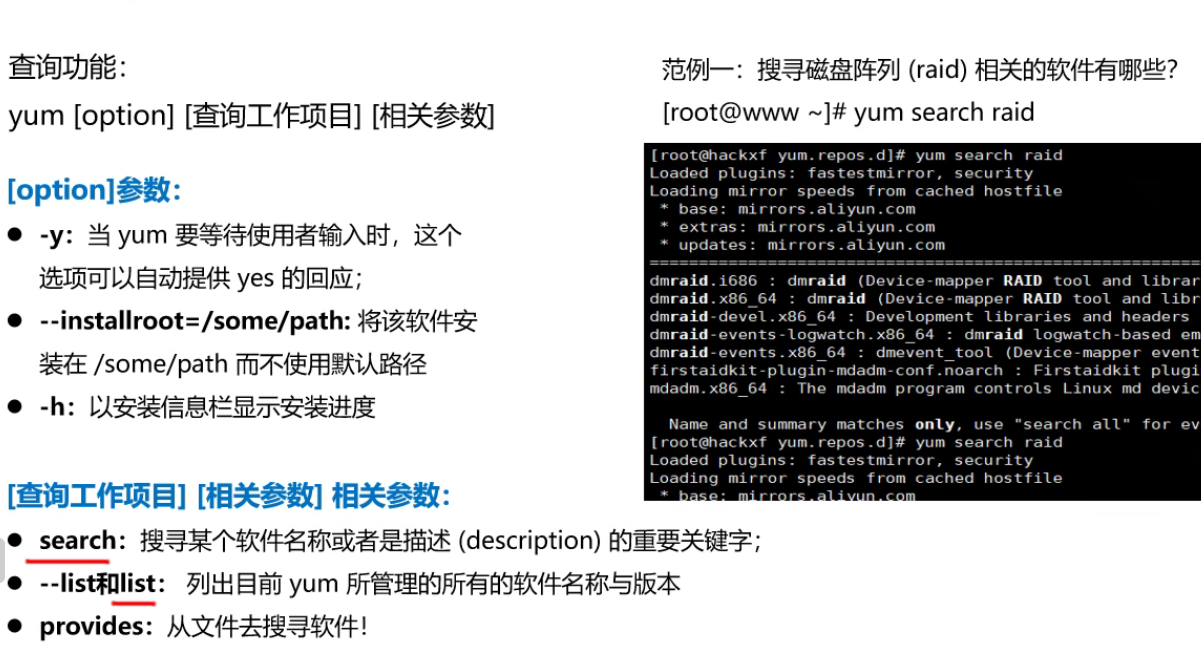 查询功能：
yum [option] [查询工作项目] [相关参数]
[option]参数：
● -y：当 yum 要等待使用者输入时，这个
选项可以自动提供 yes 的回应；
● --installroot=/some/path: 将该软件安
装在 /some/path 而不使用默认路径
● -h：以安装信息栏显示安装进度
[查询工作项目] [相关参数] 相关参数：
● search：搜寻某个软件名称或者是描述 (description) 的重要关键字；
● --list和list： 列出目前 yum 所管理的所有的软件名称与版本
● provides：从文件去搜寻软件！
范例一：搜寻磁盘阵列 (raid) 相关的软件有哪些？
[root@www ~]# yum search raid
[root@hackxf yum.repos.d]# yum search raid
Loaded plugins: fastestmirror, security
Loading mirror speeds from cached hostfile
* base: mirrors.aliyun.com
* extras: mirrors.aliyun.com
* updates: mirrors.aliyun.com
========================================================
dmraid.i686 : dmraid (Device-mapper RAID tool and librar
dmraid.x86_64 : dmraid (Device-mapper RAID tool and libr
dmraid-devel.x86_64 : Development libraries and headers
dmraid-events-logwatch.x86_64 : dmraid logwatch-based em
dmraid-events.x86_64 : dmevent_tool (Device-mapper event
firstaidkit-plugin-mdadm-conf.noarch : Firstaidkit plugi
mdadm.x86_64 : The mdadm program controls Linux md devic
Name and summary matches only, use "search all" for ev
[root@hackxf yum.repos.d]# yum search raid
Loaded plugins: fastestmirror, security
Loading mirror speeds from cached hostfile
* base: mirrors.aliyun.com